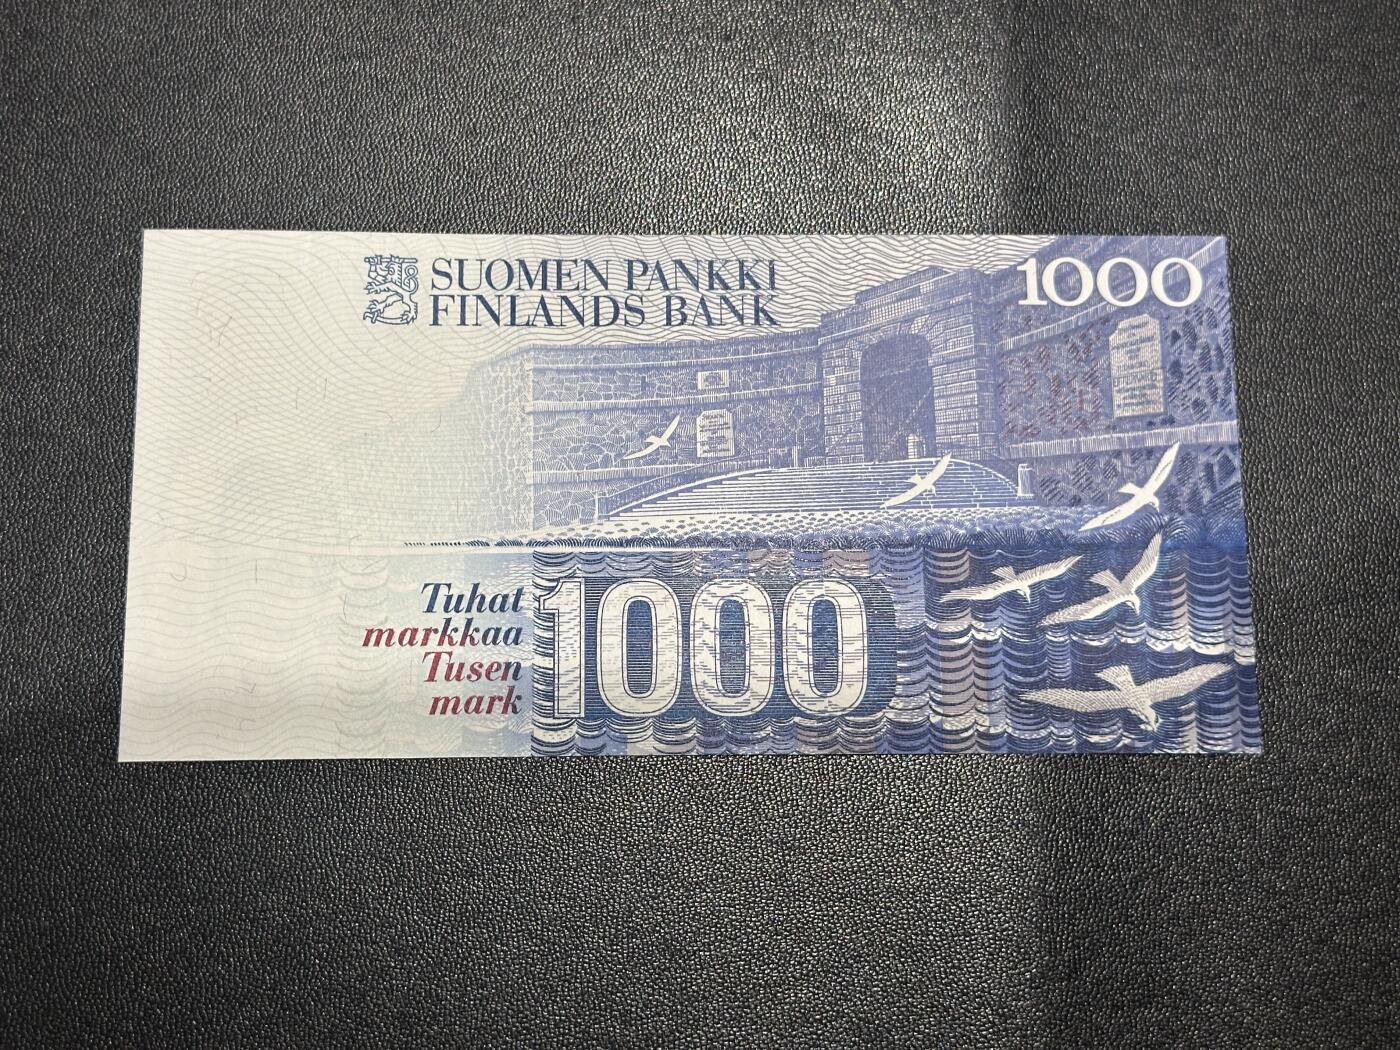 SUOMEN PANKKI
FINLANDS BANK
1000
Tuhat
markkaa
Tusen
mark
1000